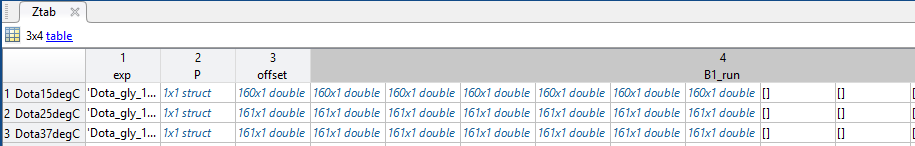 Ztab
3x4 table
1 2 3 4
exp P offset B1_run
1 Dota15degC 'Dota_gly_1... 1x1 struct 160x1 double 160x1 double 160x1 double 160x1 double 160x1 double 160x1 double 160x1 double [] []
2 Dota25degC 'Dota_gly_1... 1x1 struct 161x1 double 161x1 double 161x1 double 161x1 double 161x1 double 161x1 double 161x1 double [] []
3 Dota37degC 'Dota_gly_1... 1x1 struct 161x1 double 161x1 double 161x1 double 161x1 double 161x1 double 161x1 double 161x1 double [] []